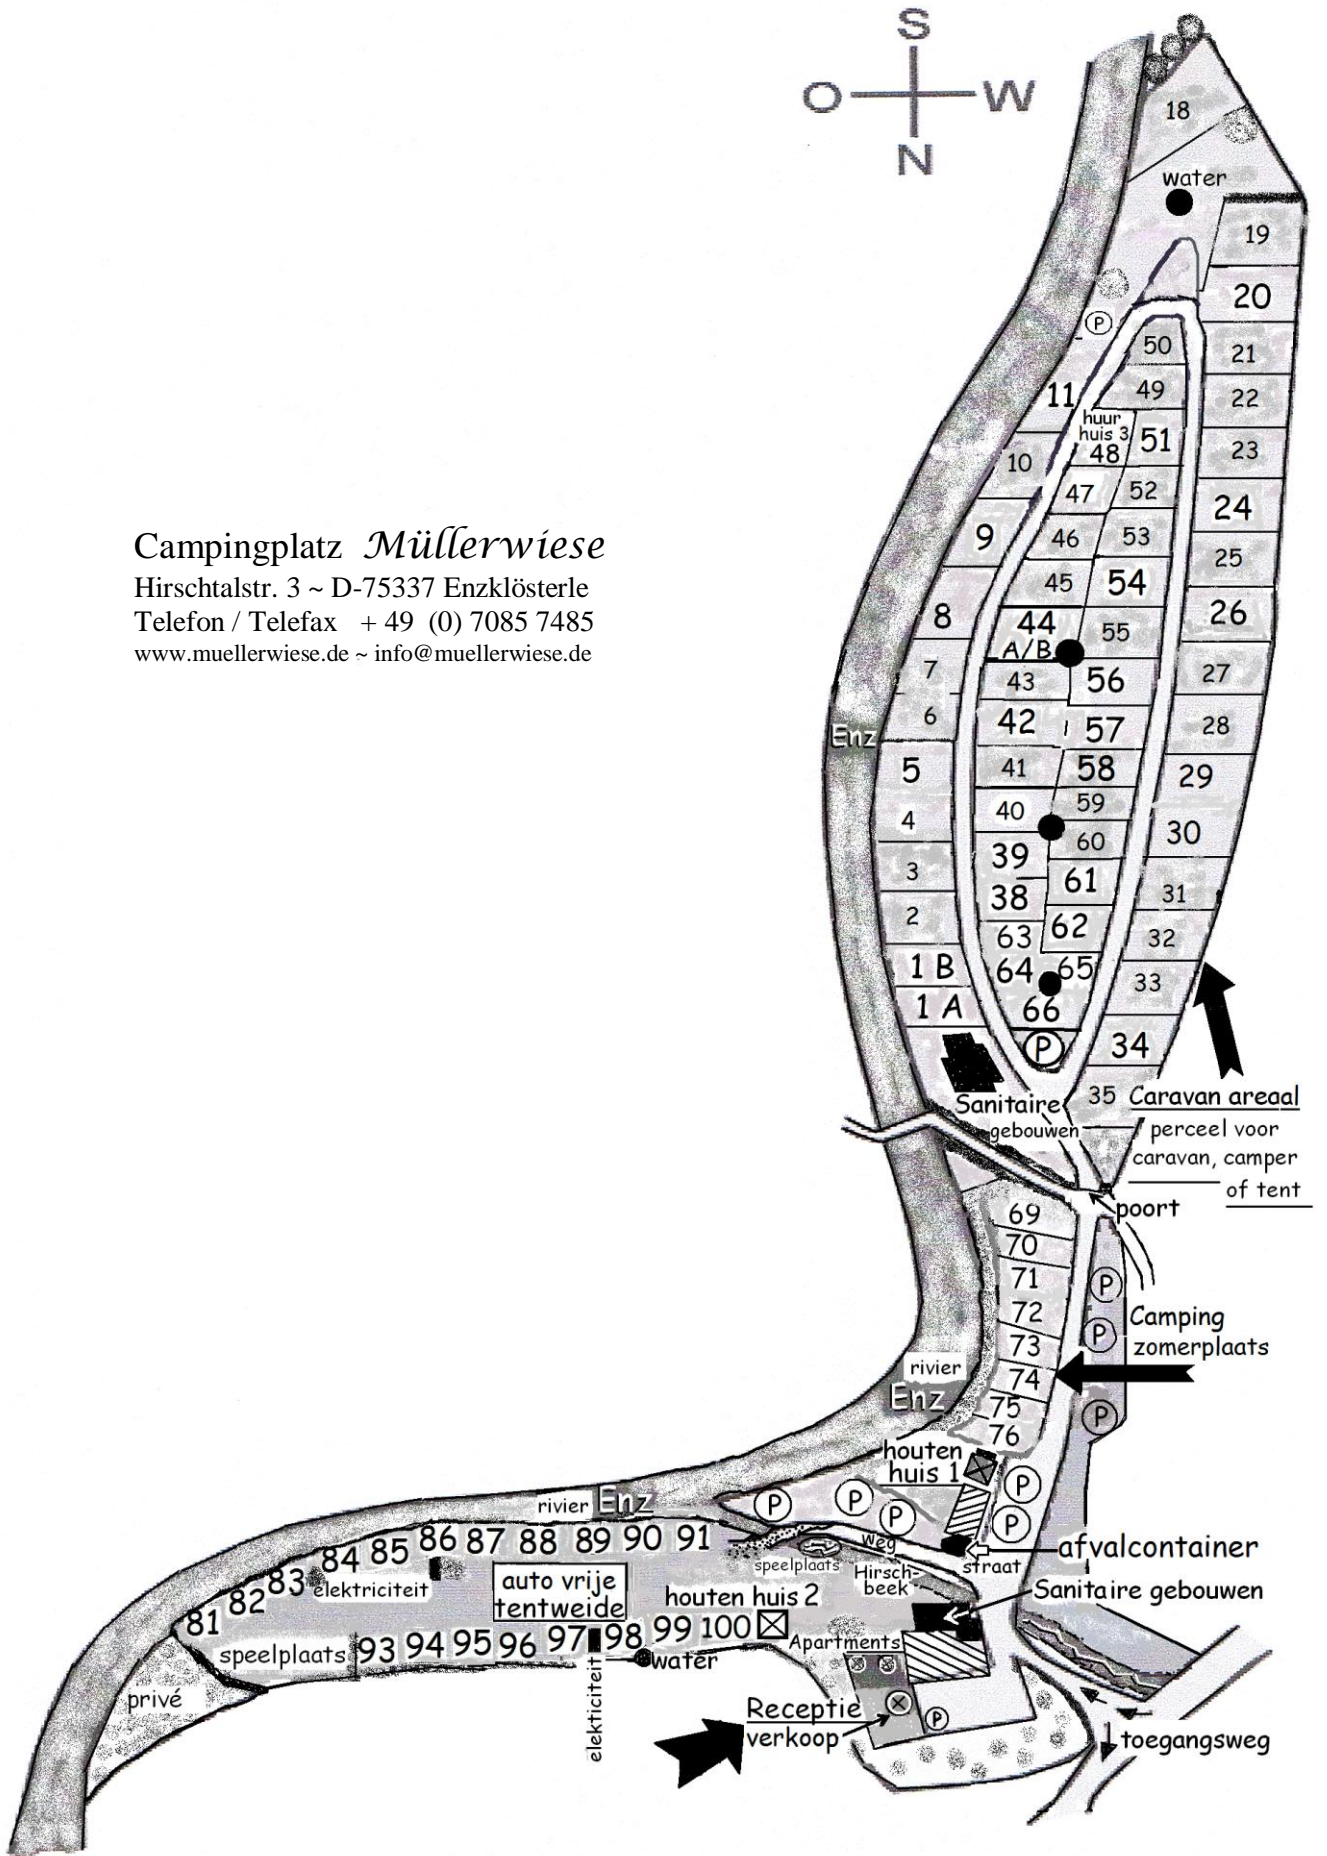 S
O W
N
18
water
19
20
P
50
21
11
49
22
huur
huis 3
48
51
10
23
47
52
24
9
46
53
25
45
54
8
44
A/B
55
26
7
43
56
27
6
42
57
28
Enz
5
41
58
29
4
40
59
30
39
60
3
38
61
31
2
63
62
32
1 B
64
65
33
1 A
66
P
34
35
Campingplatz Müllerwiese
Hirschtalstr. 3 ~ D-75337 Enzklösterle
Telefon / Telefax + 49 (0) 7085 7485
www.muellerwiese.de ~ info@muellerwiese.de
Sanitaire
gebouwen
Caravan areaal
perceel voor
caravan, camper
of tent
poort
69
70
71
72
73
74
75
76
P
P
P
Camping
zomerplaats
rivier
Enz
houten
huis 1
P
P
P
P
P
rivier Enz
weg
Hirsch-
beek
straat
afvalcontainer
Sanitaire gebouwen
speelplaats
81
82
83
84
85
86
87
88
89
90
91
elektriciteit
auto vrije
tentweide
houten huis 2
speelplaats
93
94
95
96
97
98
99
100
elekticiteit
water
Apartments
privé
Receptie
verkoop
P
toegangsweg